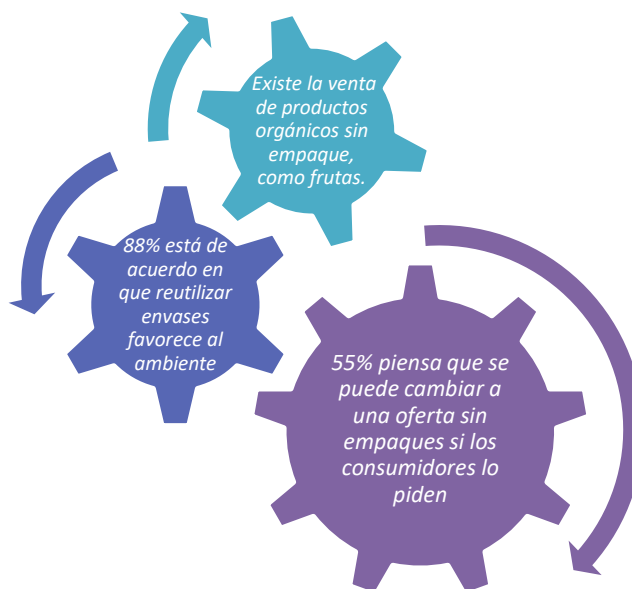 Existe la venta
de productos
orgánicos sin
empaque,
como frutas.
88% está de
acuerdo en
que reutilizar
envases
favorece al
ambiente
55% piensa que se
puede cambiar a
una oferta sin
empaques si los
consumidores lo
piden